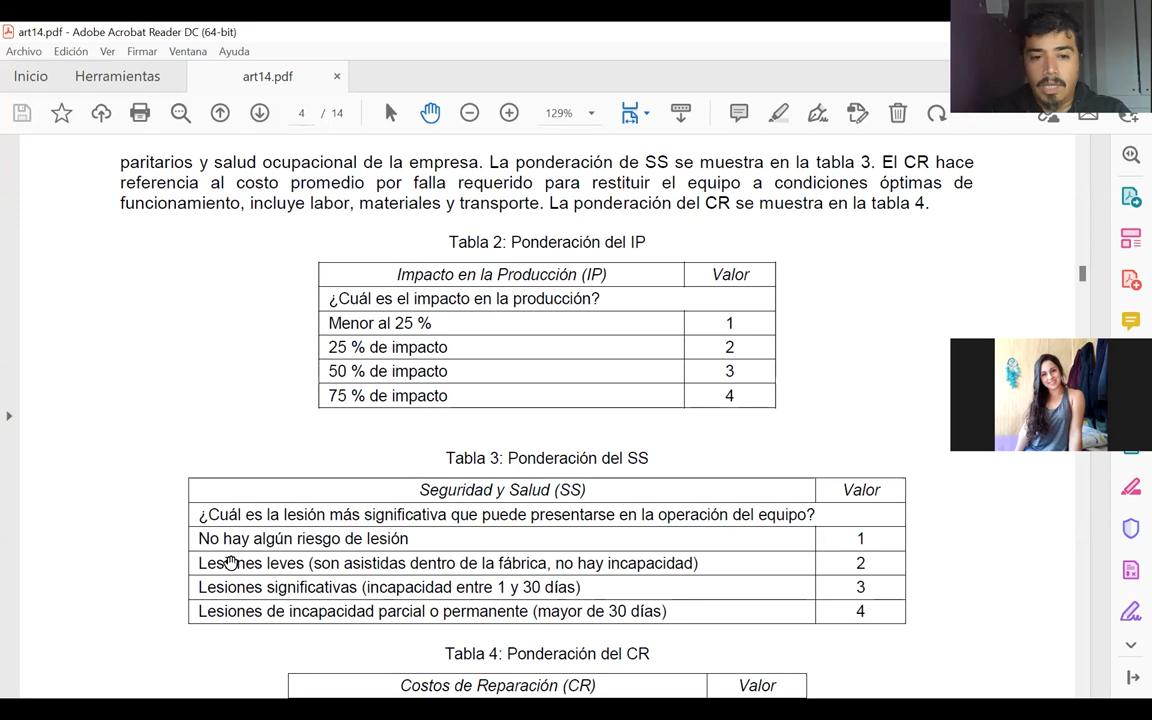 art14.pdf - Adobe Acrobat Reader DC (64-bit)
Archivo Edición Ver Firmar Ventana Ayuda
Inicio Herramientas art14.pdf ×
4 / 14 129%
paritarios y salud ocupacional de la empresa. La ponderación de SS se muestra en la tabla 3. El CR hace
referencia al costo promedio por falla requerido para restituir el equipo a condiciones óptimas de
funcionamiento, incluye labor, materiales y transporte. La ponderación del CR se muestra en la tabla 4.
Tabla 2: Ponderación del IP
Impacto en la Producción (IP) Valor
¿Cuál es el impacto en la producción?
Menor al 25 % 1
25 % de impacto 2
50 % de impacto 3
75 % de impacto 4
Tabla 3: Ponderación del SS
Seguridad y Salud (SS) Valor
¿Cuál es la lesión más significativa que puede presentarse en la operación del equipo?
No hay algún riesgo de lesión 1
Lesiones leves (son asistidas dentro de la fábrica, no hay incapacidad) 2
Lesiones significativas (incapacidad entre 1 y 30 días) 3
Lesiones de incapacidad parcial o permanente (mayor de 30 días) 4
Tabla 4: Ponderación del CR
Costos de Reparación (CR) Valor